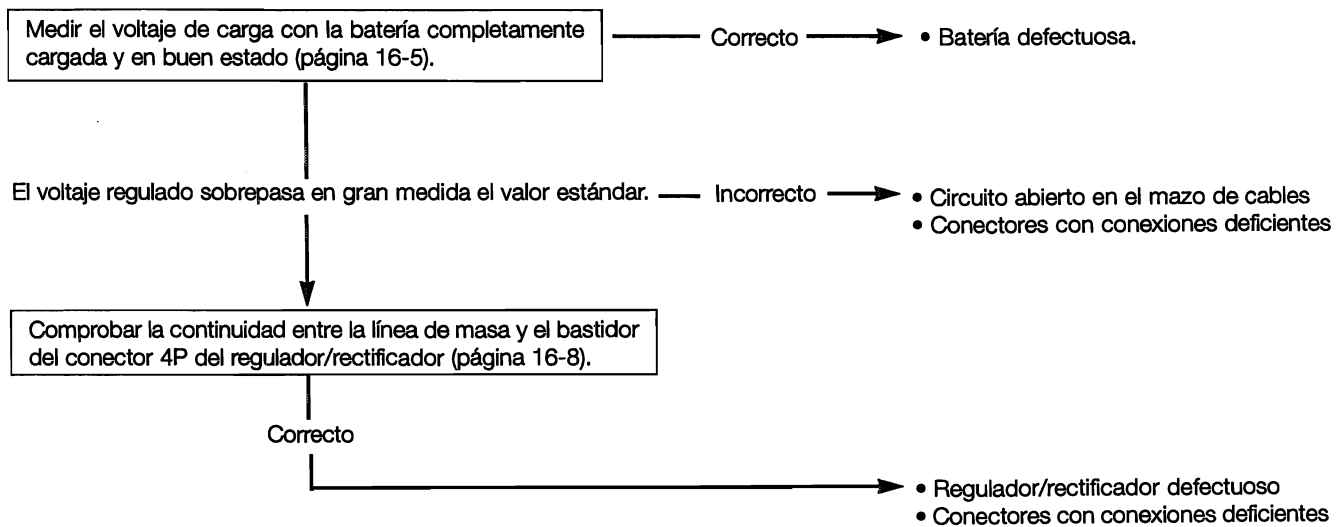 Medir el voltaje de carga con la batería completamente
cargada y en buen estado (página 16-5).
Correcto
• Batería defectuosa.
El voltaje regulado sobrepasa en gran medida el valor estándar.
Incorrecto
• Circuito abierto en el mazo de cables
• Conectores con conexiones deficientes
Comprobar la continuidad entre la línea de masa y el bastidor
del conector 4P del regulador/rectificador (página 16-8).
Correcto
• Regulador/rectificador defectuoso
• Conectores con conexiones deficientes